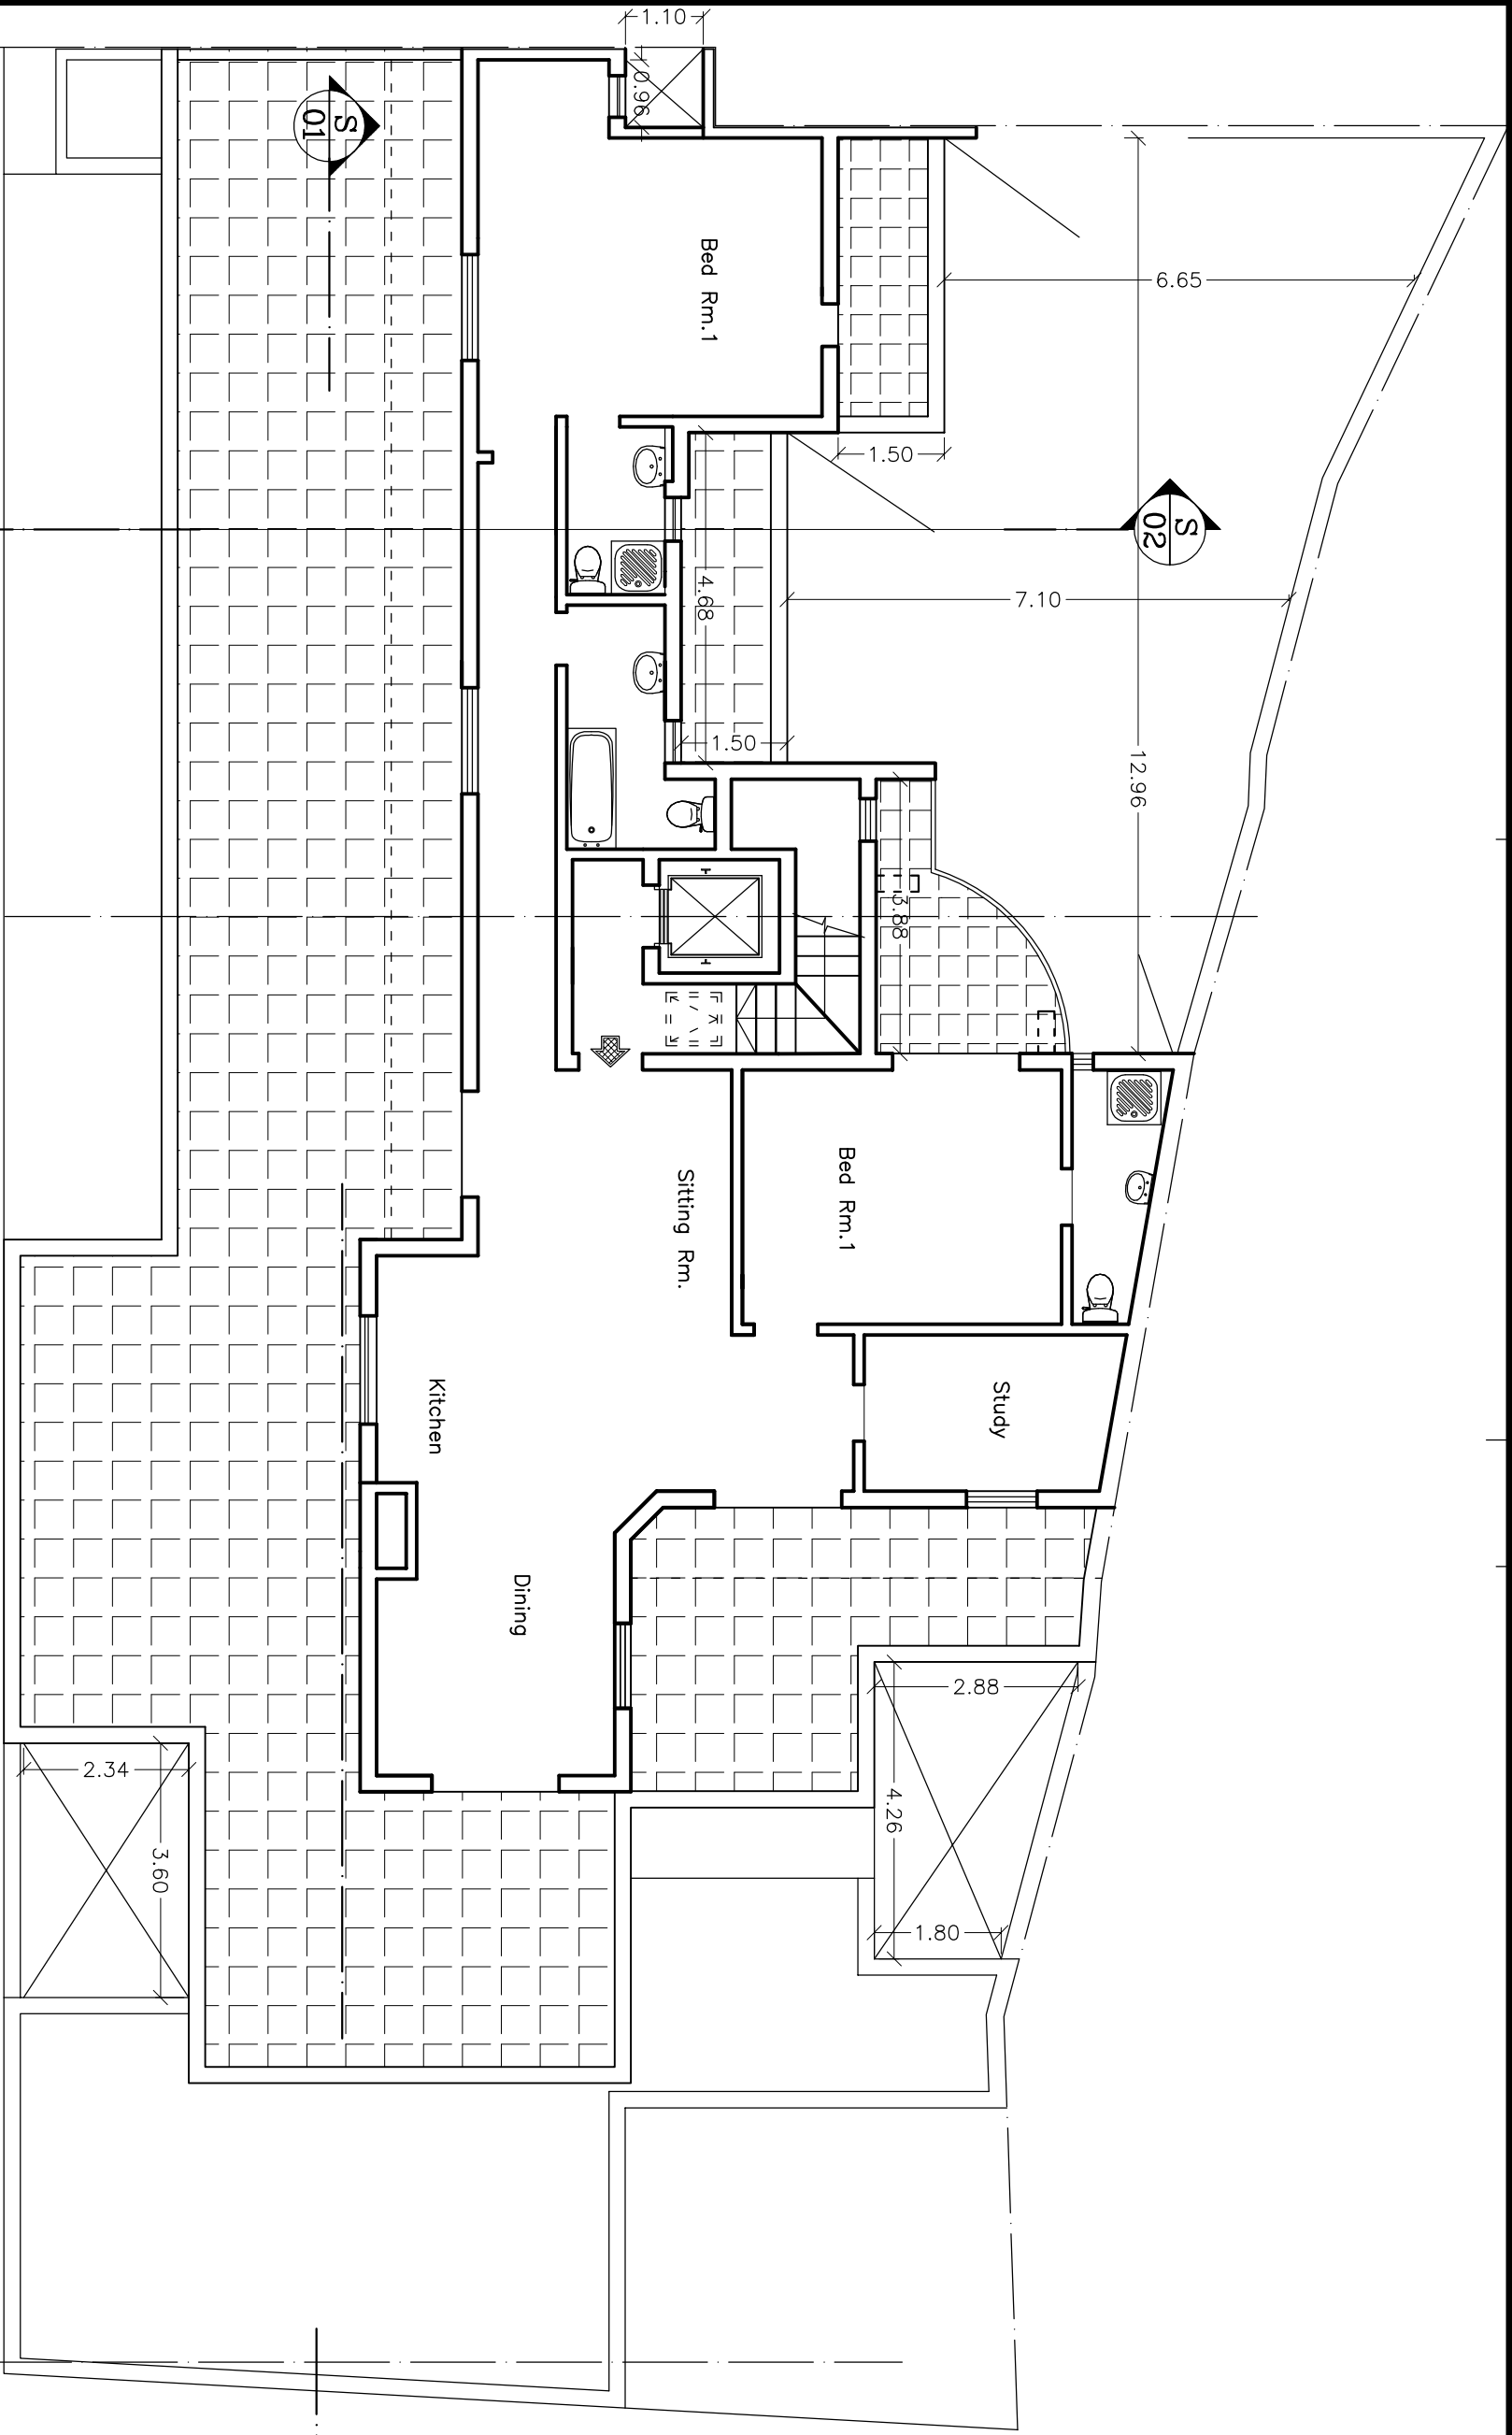 1.10
0.96
S
01
Bed Rm.1
6.65
1.50
S
02
4.68
7.10
1.50
12.96
3.88
Sitting Rm.
Bed Rm.1
Kitchen
Study
Dining
2.88
2.34
4.26
3.60
1.80